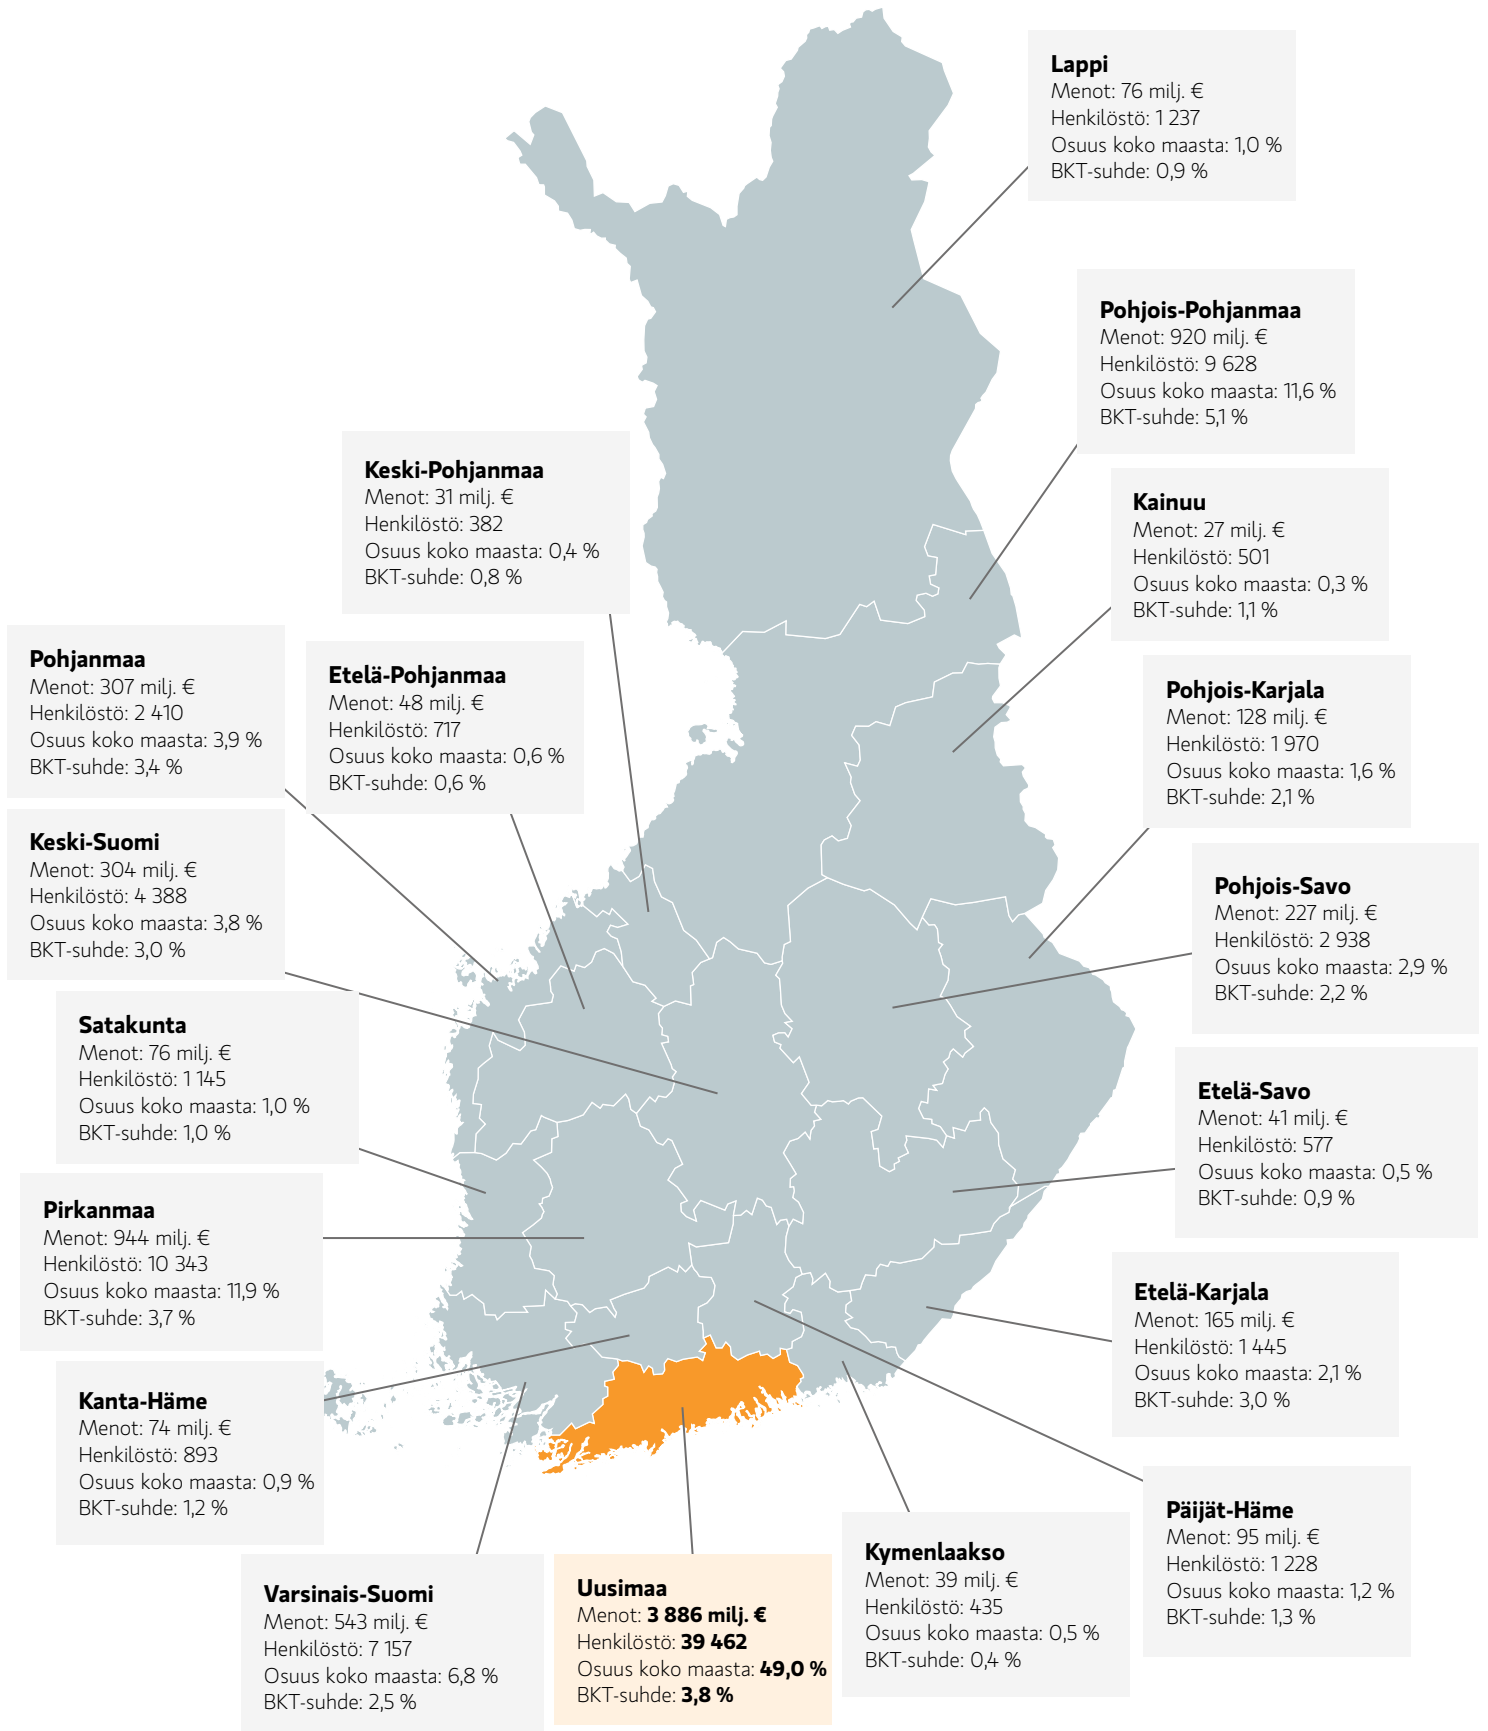 Lappi
Menot: 76 milj. €
Henkilöstö: 1 237
Osuus koko maasta: 1,0 %
BKT-suhde: 0,9 %
Pohjois-Pohjanmaa
Menot: 920 milj. €
Henkilöstö: 9 628
Osuus koko maasta: 11,6 %
BKT-suhde: 5,1 %
Keski-Pohjanmaa
Menot: 31 milj. €
Henkilöstö: 382
Osuus koko maasta: 0,4 %
BKT-suhde: 0,8 %
Kainuu
Menot: 27 milj. €
Henkilöstö: 501
Osuus koko maasta: 0,3 %
BKT-suhde: 1,1 %
Pohjanmaa
Menot: 307 milj. €
Henkilöstö: 2 410
Osuus koko maasta: 3,9 %
BKT-suhde: 3,4 %
Etelä-Pohjanmaa
Menot: 48 milj. €
Henkilöstö: 717
Osuus koko maasta: 0,6 %
BKT-suhde: 0,6 %
Pohjois-Karjala
Menot: 128 milj. €
Henkilöstö: 1 970
Osuus koko maasta: 1,6 %
BKT-suhde: 2,1 %
Keski-Suomi
Menot: 304 milj. €
Henkilöstö: 4 388
Osuus koko maasta: 3,8 %
BKT-suhde: 3,0 %
Pohjois-Savo
Menot: 227 milj. €
Henkilöstö: 2 938
Osuus koko maasta: 2,9 %
BKT-suhde: 2,2 %
Satakunta
Menot: 76 milj. €
Henkilöstö: 1 145
Osuus koko maasta: 1,0 %
BKT-suhde: 1,0 %
Etelä-Savo
Menot: 41 milj. €
Henkilöstö: 577
Osuus koko maasta: 0,5 %
BKT-suhde: 0,9 %
Pirkanmaa
Menot: 944 milj. €
Henkilöstö: 10 343
Osuus koko maasta: 11,9 %
BKT-suhde: 3,7 %
Etelä-Karjala
Menot: 165 milj. €
Henkilöstö: 1 445
Osuus koko maasta: 2,1 %
BKT-suhde: 3,0 %
Kanta-Häme
Menot: 74 milj. €
Henkilöstö: 893
Osuus koko maasta: 0,9 %
BKT-suhde: 1,2 %
Päijät-Häme
Menot: 95 milj. €
Henkilöstö: 1 228
Osuus koko maasta: 1,2 %
BKT-suhde: 1,3 %
Kymenlaakso
Menot: 39 milj. €
Henkilöstö: 435
Osuus koko maasta: 0,5 %
BKT-suhde: 0,4 %
Varsinais-Suomi
Menot: 543 milj. €
Henkilöstö: 7 157
Osuus koko maasta: 6,8 %
BKT-suhde: 2,5 %
Uusimaa
Menot: 3 886 milj. €
Henkilöstö: 39 462
Osuus koko maasta: 49,0 %
BKT-suhde: 3,8 %